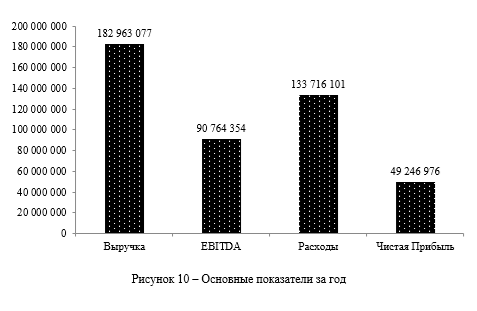 200 000 000
180 000 000
160 000 000
140 000 000
120 000 000
100 000 000
80 000 000
60 000 000
40 000 000
20 000 000
0
182 963 077
90 764 354
133 716 101
49 246 976
Выручка
EBITDA
Расходы
Чистая Прибыль
Рисунок 10 – Основные показатели за год